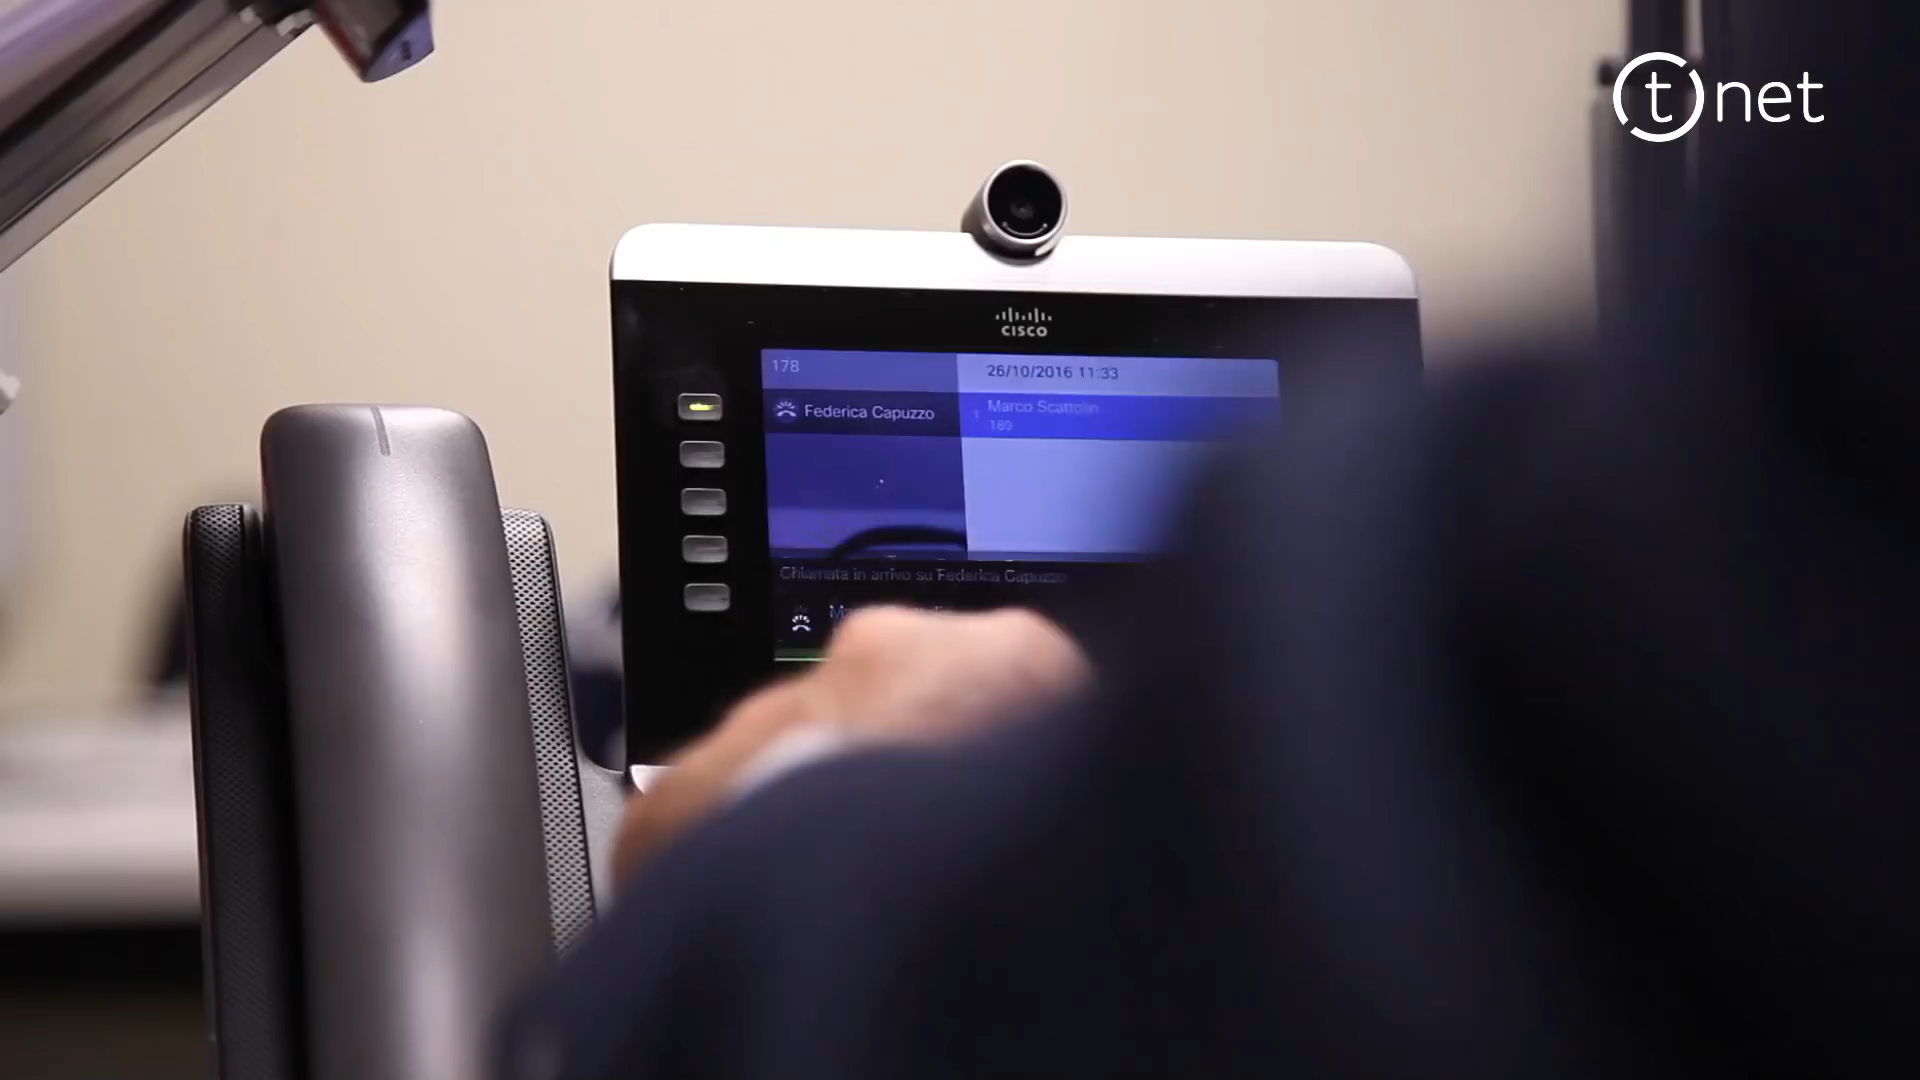 t net
CISCO
178
26/10/2016 11:33
Federica Capuzzo
Marco Scattolin
1
189
Chiamata in arrivo su Federica Capuzzo